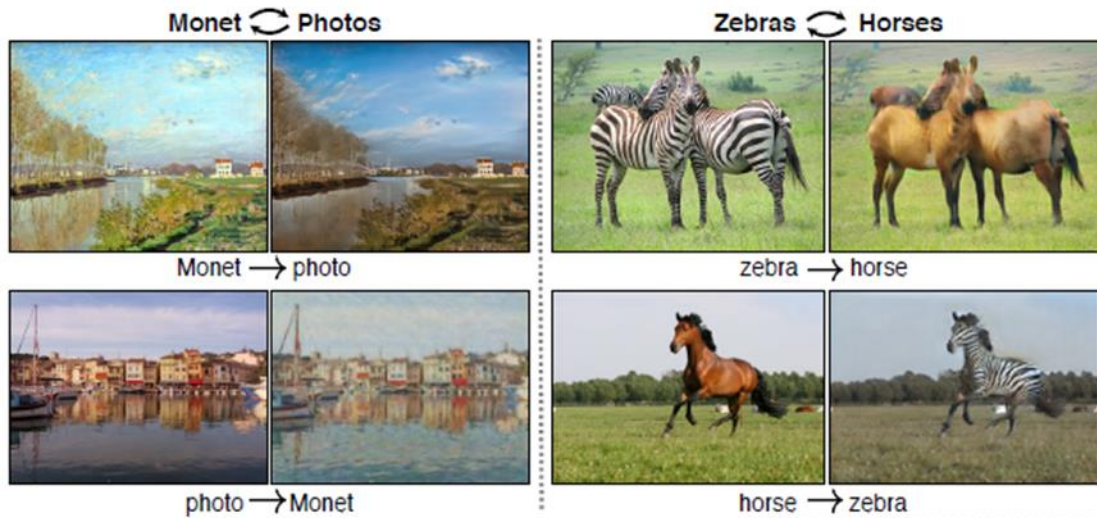 Monet ⇄ Photos
Monet → photo
photo → Monet
Zebras ⇄ Horses
zebra → horse
horse → zebra